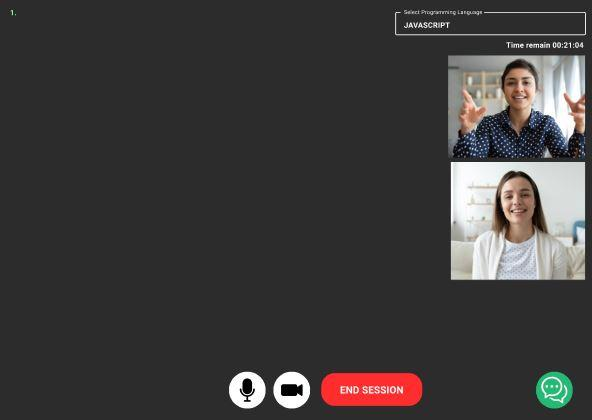 1.
Select Programming Language
JAVASCRIPT
Time remain 00:21:04
END SESSION